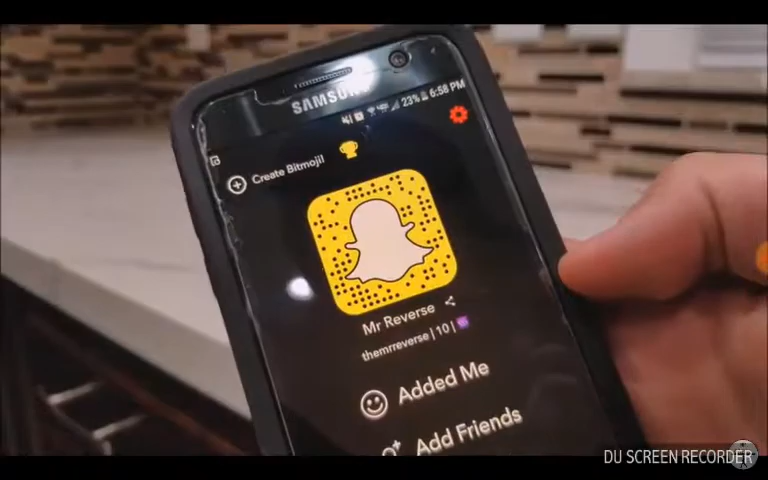 SAMSUNG
23% 6:58 PM
Create Bitmoji!
Mr Reverse
themrreverse | 10 |
Added Me
Add Friends
DU SCREEN RECORDER